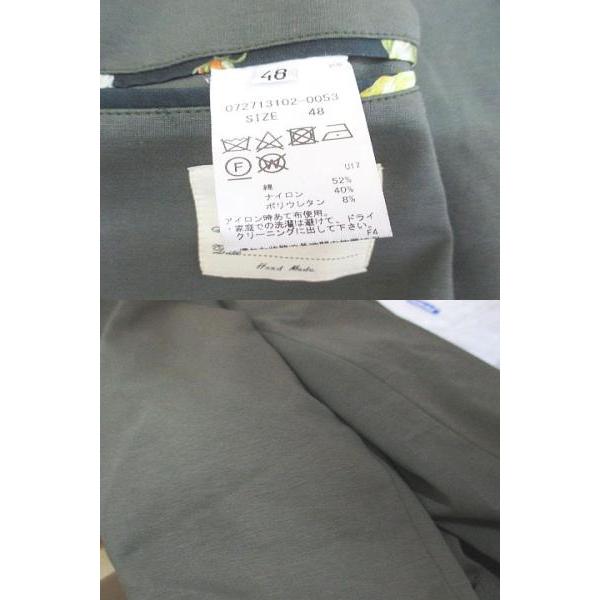 48
072713102-0053
SIZE 48
F
W
U17
綿 52%
ナイロン 40%
ポリウレタン 8%
アイロン時あて布使用。
・家庭での洗濯は避けて、ドライ
クリーニングに出して下さい。
F4
Hand Made